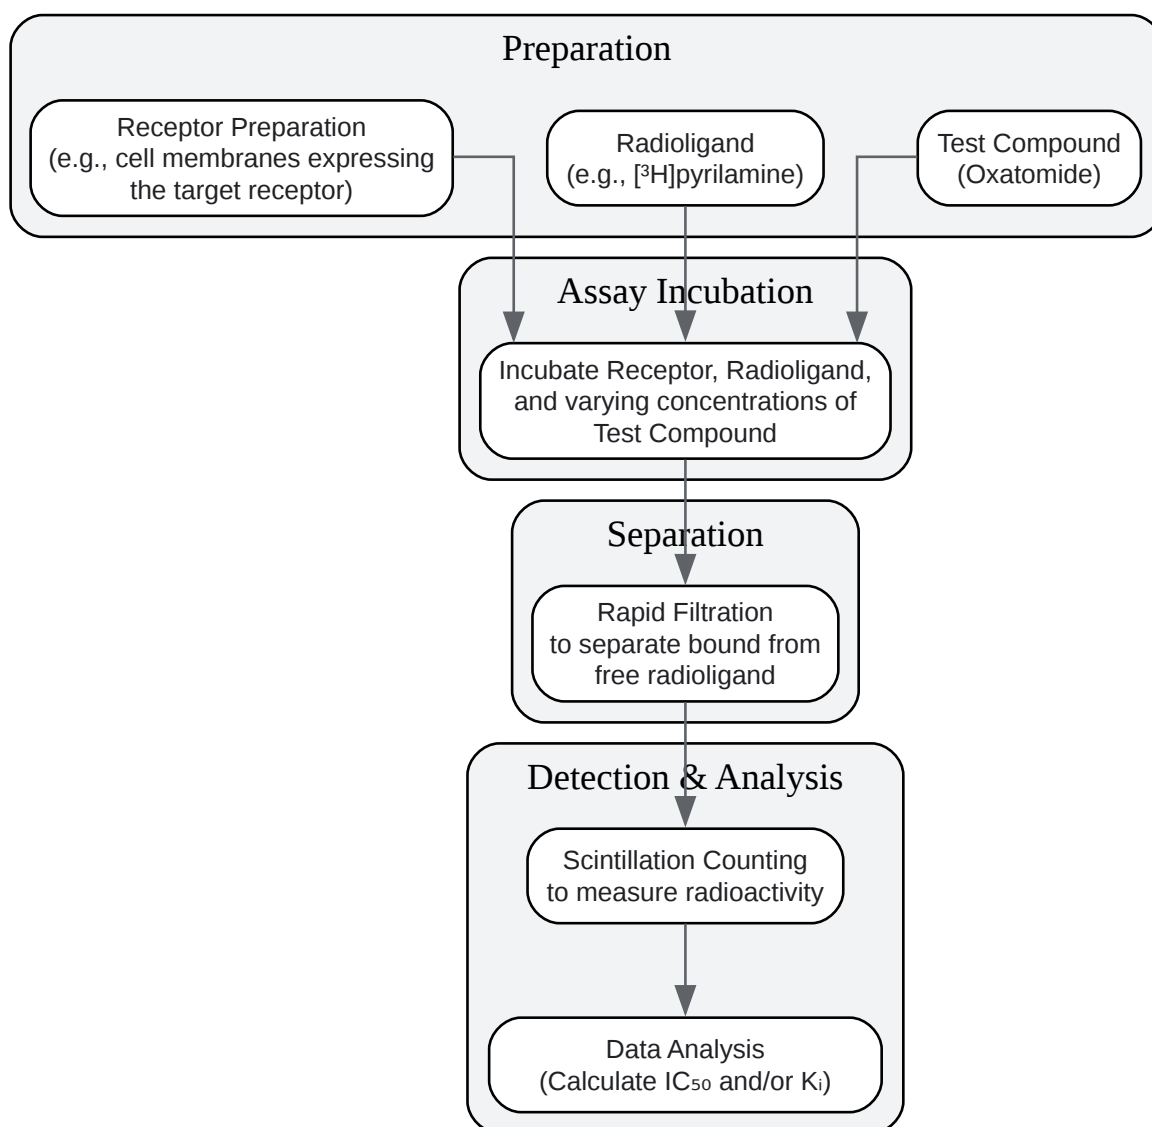 Preparation
Receptor Preparation
(e.g., cell membranes expressing
the target receptor)
Radioligand
(e.g., [³H]pyrilamine)
Test Compound
(Oxatomide)
Assay Incubation
Incubate Receptor, Radioligand,
and varying concentrations of
Test Compound
Separation
Rapid Filtration
to separate bound from
free radioligand
Detection & Analysis
Scintillation Counting
to measure radioactivity
Data Analysis
(Calculate IC₅₀ and/or Kᵢ)